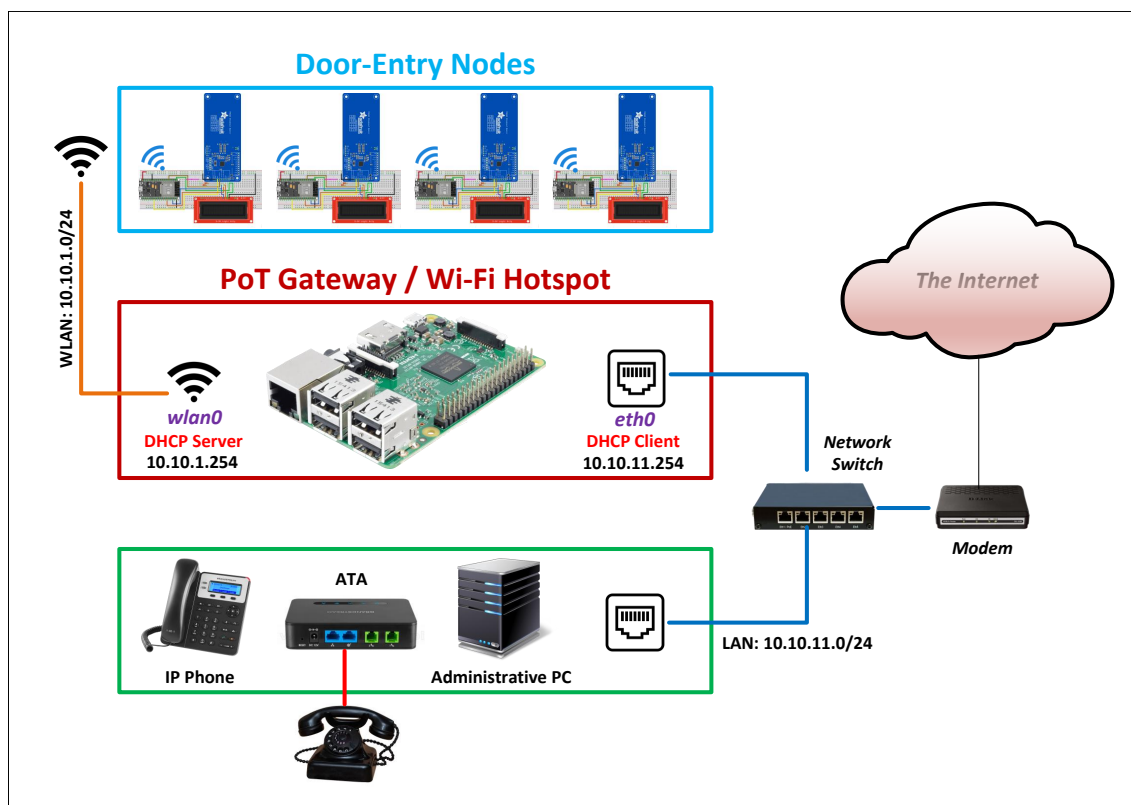 Door-Entry Nodes
WLAN: 10.10.1.0/24
PoT Gateway / Wi-Fi Hotspot
The Internet
wlan0
DHCP Server
10.10.1.254
eth0
DHCP Client
10.10.11.254
Network
Switch
Modem
ATA
IP Phone
Administrative PC
LAN: 10.10.11.0/24